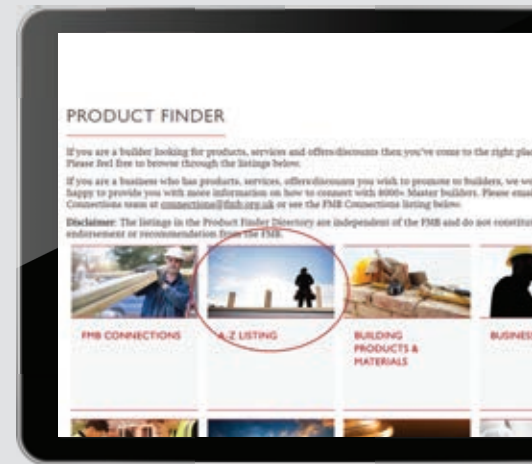 PRODUCT FINDER
If you are a builder looking for products, services and offers/discounts then you've come to the right plac
Please feel free to browse through the listings below.
If you are a business who has products, services, offers/discounts you wish to promote to builders, we wo
happy to provide you with more information on how to connect with 8000+ Master builders. Please ema
Connections team at connections@fmb.org.uk or see the FMB Connections listing below.
Disclaimer: The listings in the Product Finder Directory are independent of the FMB and do not constitut
endorsement or recommendation from the FMB.
FMB CONNECTIONS
A-Z LISTING
BUILDING
PRODUCTS &
MATERIALS
BUSINESS